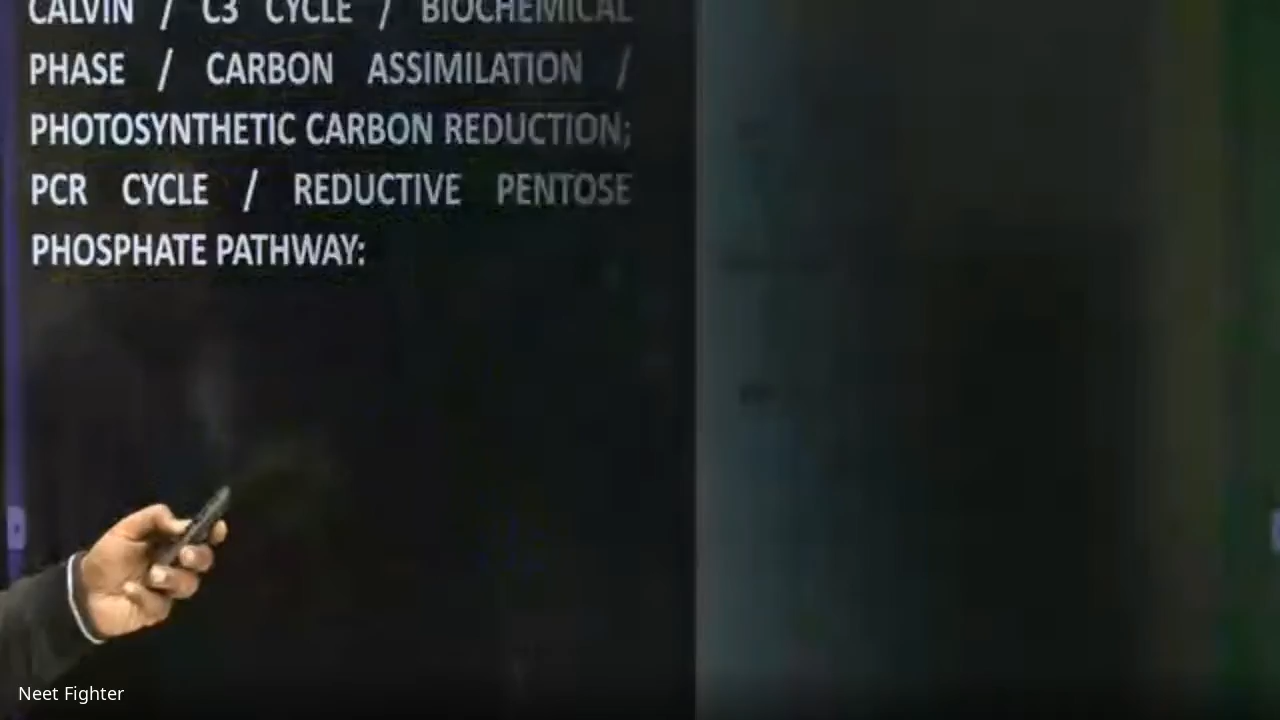 CALVIN / C3 CYCLE / BIOCHEMICAL
PHASE / CARBON ASSIMILATION /
PHOTOSYNTHETIC CARBON REDUCTION;
PCR CYCLE / REDUCTIVE PENTOSE
PHOSPHATE PATHWAY:
Neet Fighter